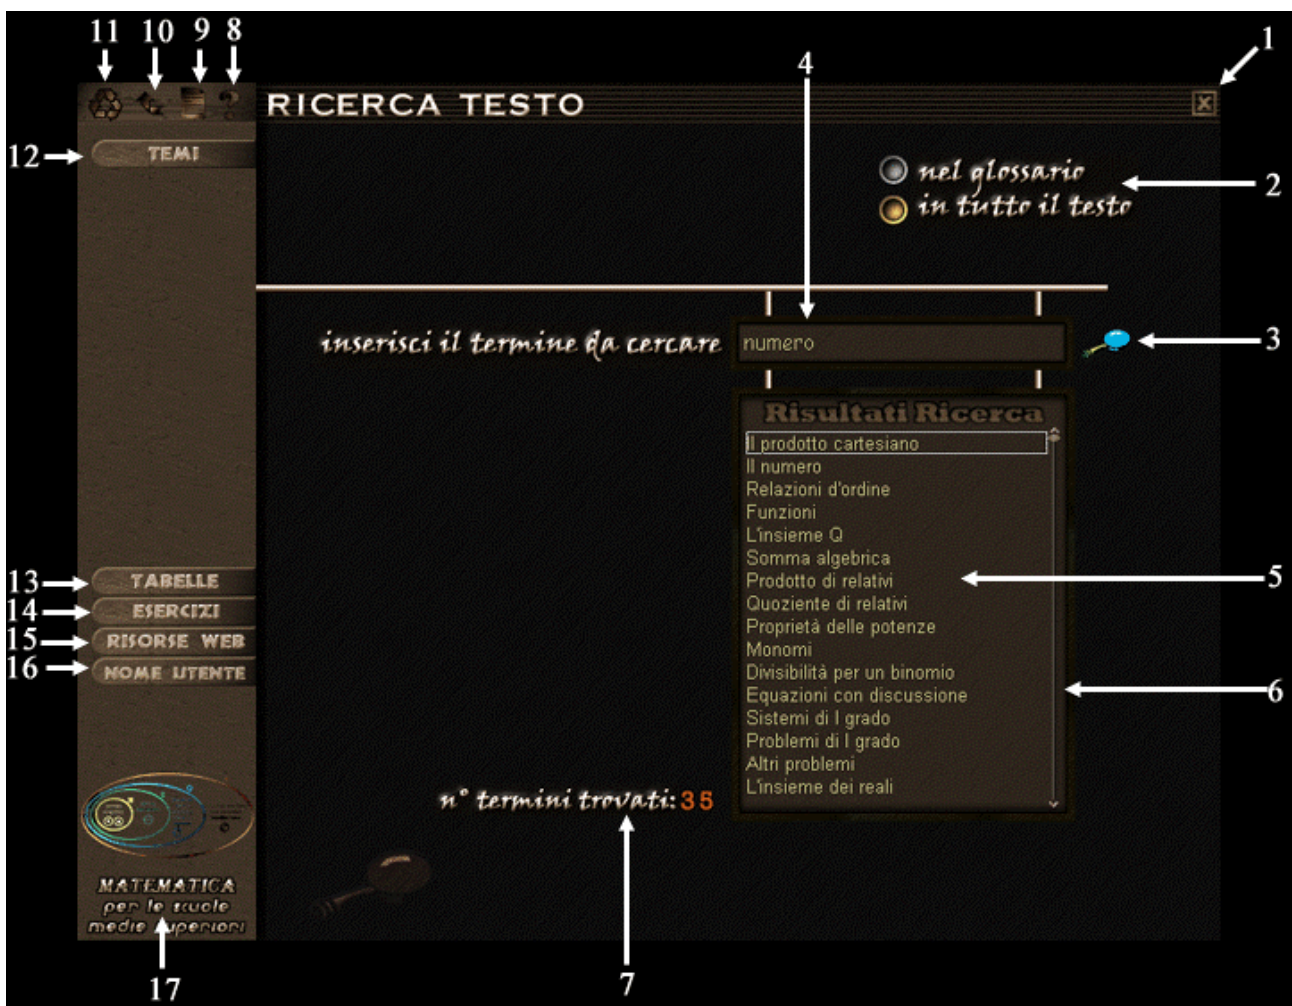 11 10 9 8
1
4
RICERCA TESTO
12 TEMI
nel glossario
2
in tutto il testo
inserisci il termine da cercare
numero
3
Risultati Ricerca
Il prodotto cartesiano
Il numero
Relazioni d'ordine
Funzioni
L'insieme Q
Somma algebrica
Prodotto di relativi
5
Quoziente di relativi
Proprietà delle potenze
Monomi
Divisibilità per un binomio
Equazioni con discussione
6
Sistemi di I grado
Problemi di I grado
Altri problemi
L'insieme dei reali
13 TABELLE
14 ESERCIZI
15 RISORSE WEB
16 NOME UTENTE
n° termini trovati: 35
MATEMATICA
per le scuole
medie superiori
17
7